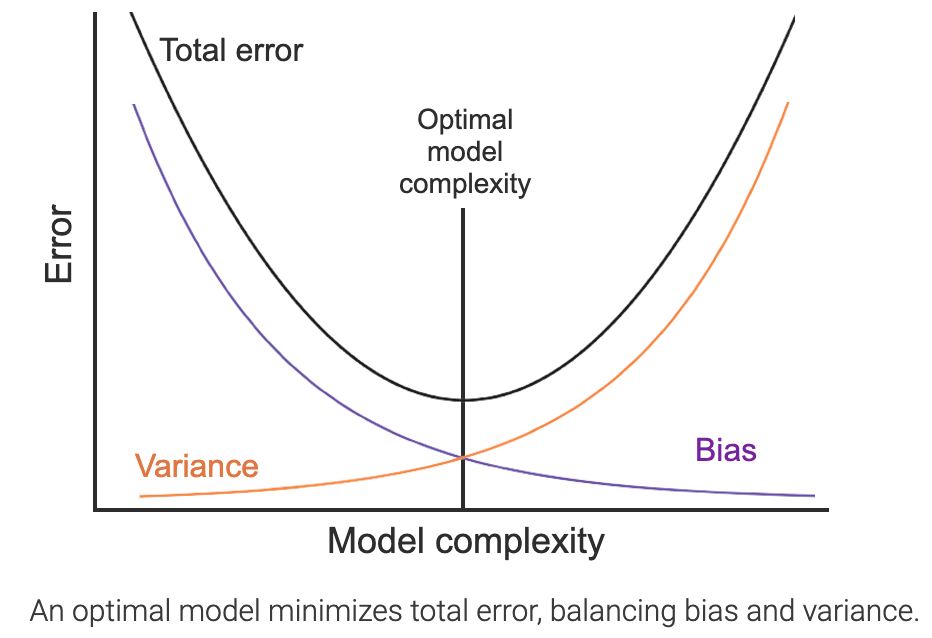 Total error
Optimal
model
complexity
Error
Variance
Bias
Model complexity
An optimal model minimizes total error, balancing bias and variance.